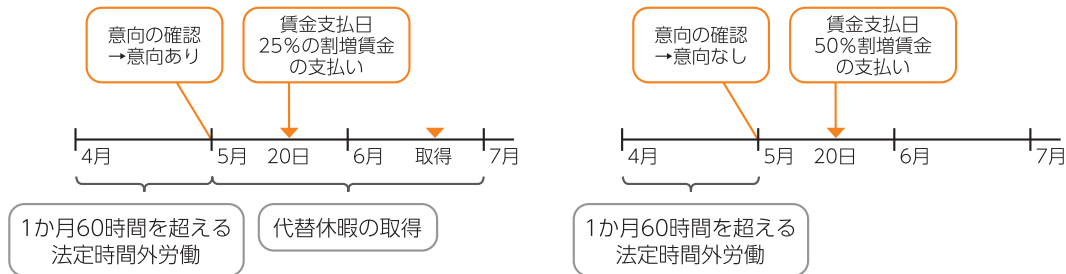 意向の確認
→意向あり
賃金支払日
25%の割増賃金
の支払い
4月
5月
20日
6月
取得
7月
1か月60時間を超える
法定時間外労働
代替休暇の取得
意向の確認
→意向なし
賃金支払日
50%割増賃金
の支払い
4月
5月
20日
6月
7月
1か月60時間を超える
法定時間外労働